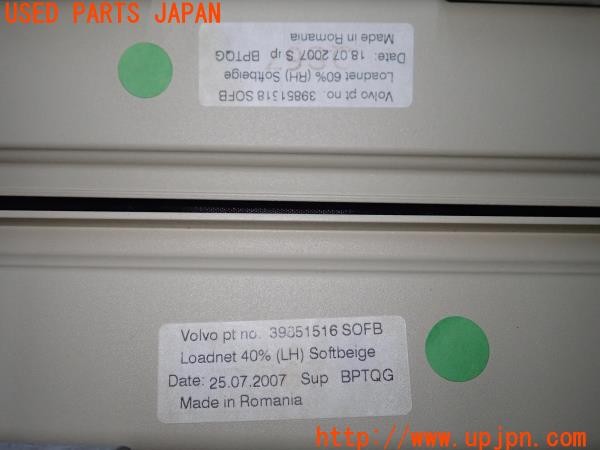 USED PARTS JAPAN
Volvo pt no. 39851318 SOFB
Loadnet 60% (RH) Softbeige
Date: 18.07.2007 Sup BPTQG
Made in Romania
Volvo pt no. 39851516 SOFB
Loadnet 40% (LH) Softbeige
Date: 25.07.2007 Sup BPTQG
Made in Romania
http://www.upjpn.com/